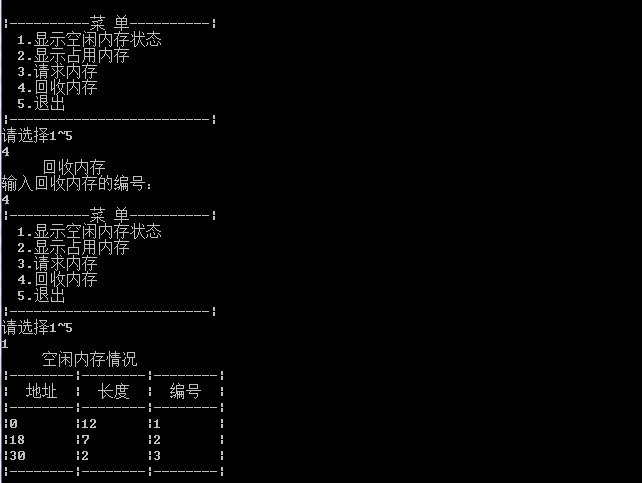 ¦----------菜 单----------¦
1.显示空闲内存状态
2.显示占用内存
3.请求内存
4.回收内存
5.退出
¦-------------------------¦
请选择1~5
4
回收内存
输入回收内存的编号：
4
¦----------菜 单----------¦
1.显示空闲内存状态
2.显示占用内存
3.请求内存
4.回收内存
5.退出
¦-------------------------¦
请选择1~5
1
空闲内存情况
¦--------¦--------¦--------¦
¦ 地址 ¦ 长度 ¦ 编号 ¦
¦--------¦--------¦--------¦
¦0 ¦12 ¦1 ¦
¦18 ¦7 ¦2 ¦
¦30 ¦2 ¦3 ¦
¦--------¦--------¦--------¦